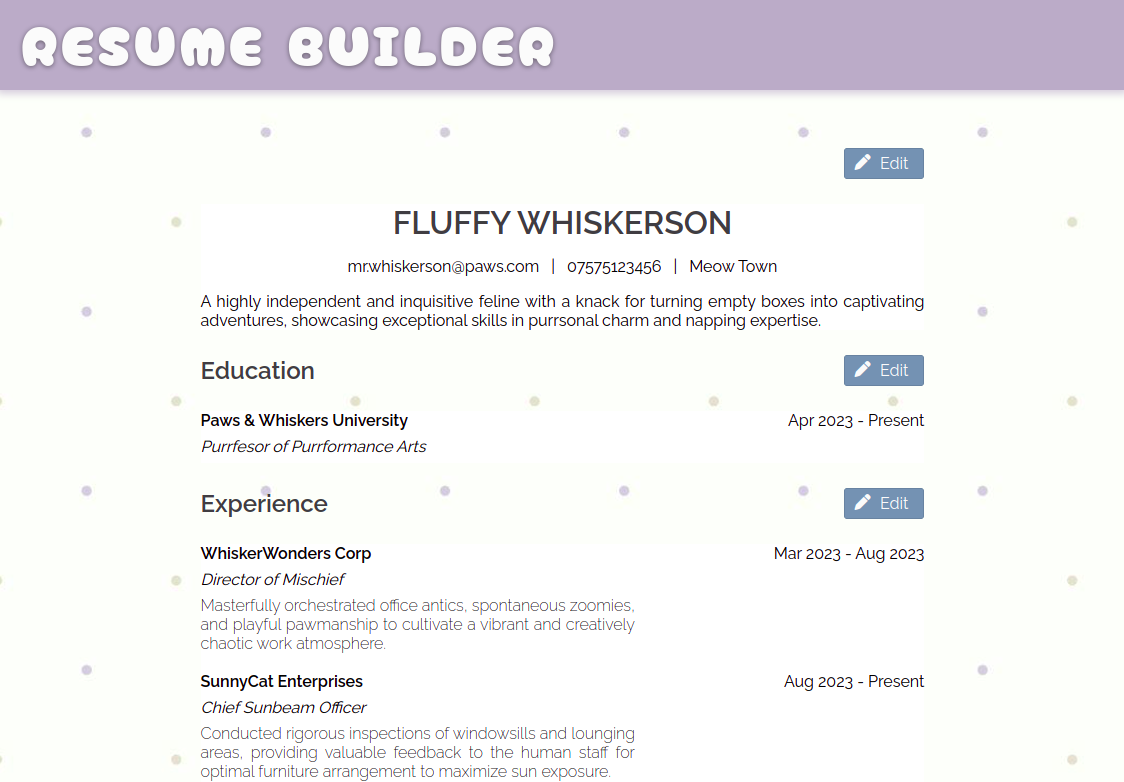 RESUME BUILDER
Edit
FLUFFY WHISKERSON
mr.whiskerson@paws.com | 07575123456 | Meow Town
A highly independent and inquisitive feline with a knack for turning empty boxes into captivating
adventures, showcasing exceptional skills in purrsonal charm and napping expertise.
Education Edit
Paws & Whiskers University Apr 2023 - Present
Purrfesor of Purrformance Arts
Experience Edit
WhiskerWonders Corp Mar 2023 - Aug 2023
Director of Mischief
Masterfully orchestrated office antics, spontaneous zoomies,
and playful pawmanship to cultivate a vibrant and creatively
chaotic work atmosphere.
SunnyCat Enterprises Aug 2023 - Present
Chief Sunbeam Officer
Conducted rigorous inspections of windowsills and lounging
areas, providing valuable feedback to the human staff for
optimal furniture arrangement to maximize sun exposure.